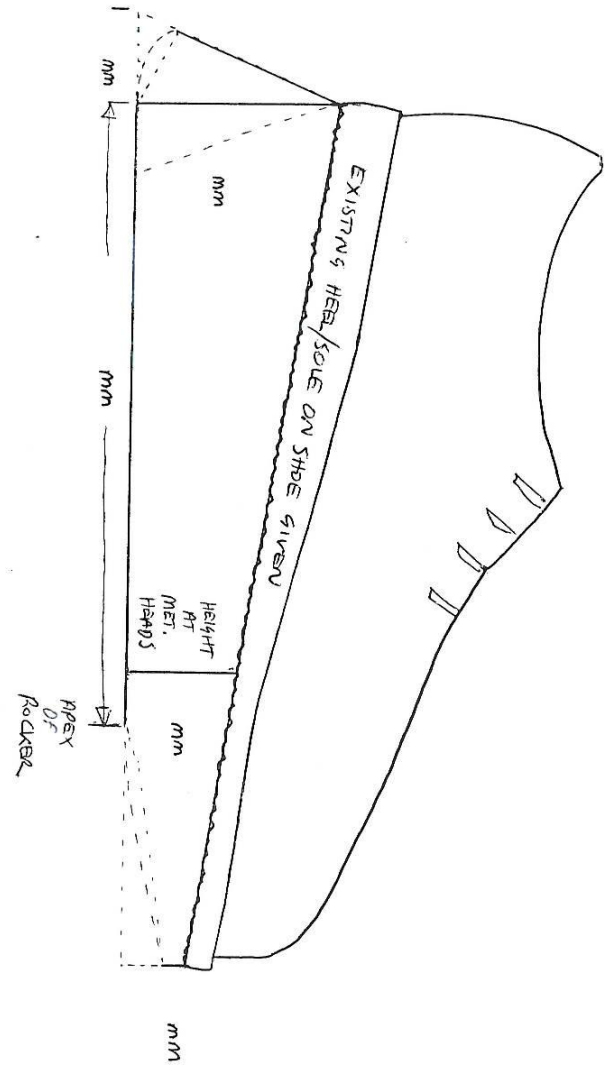 EXISTING HEEL/SOLE ON SHOE GIVEN
mm
HEIGHT
AT
MET.
HEADS
mm
mm
mm
mm
APEX
OF
ROCKER